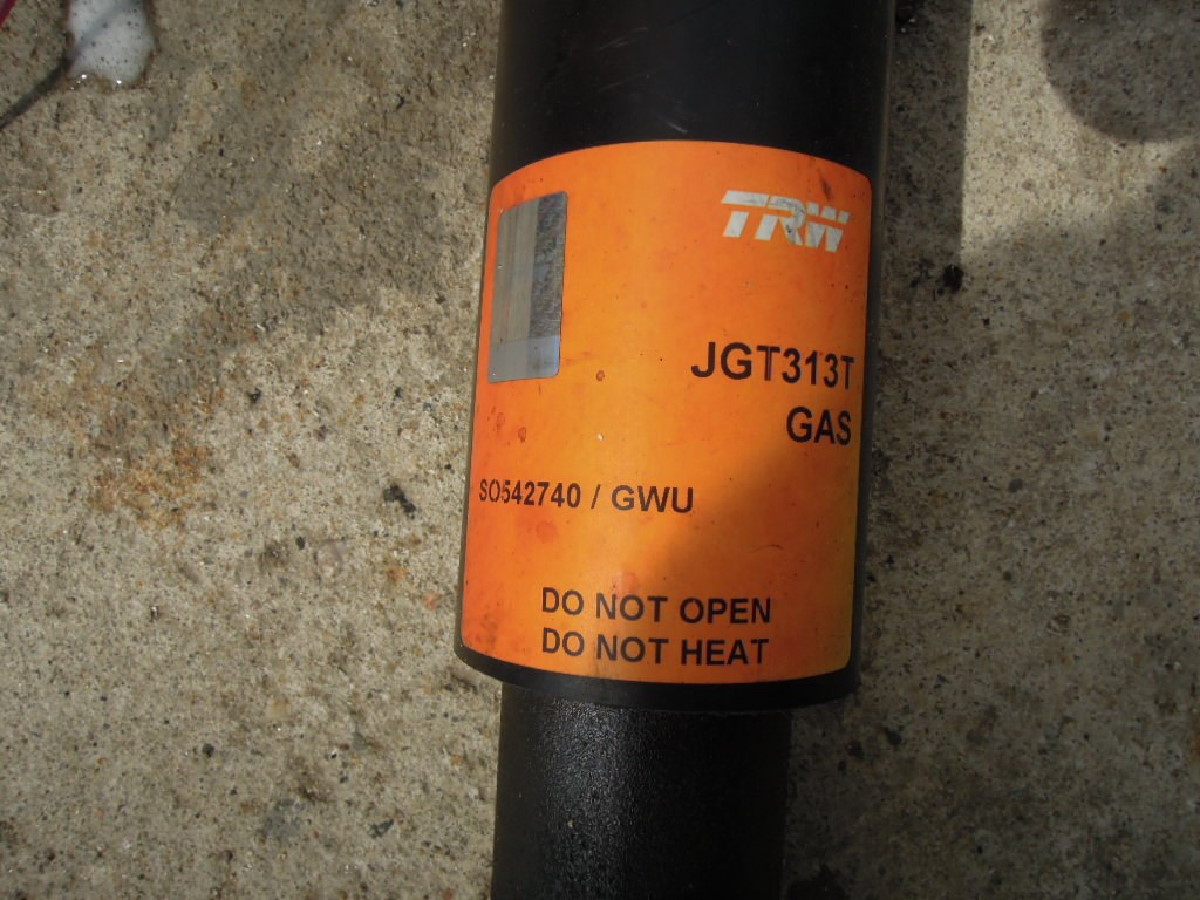 TRW
JGT313T
GAS
SO542740 / GWU
DO NOT OPEN
DO NOT HEAT